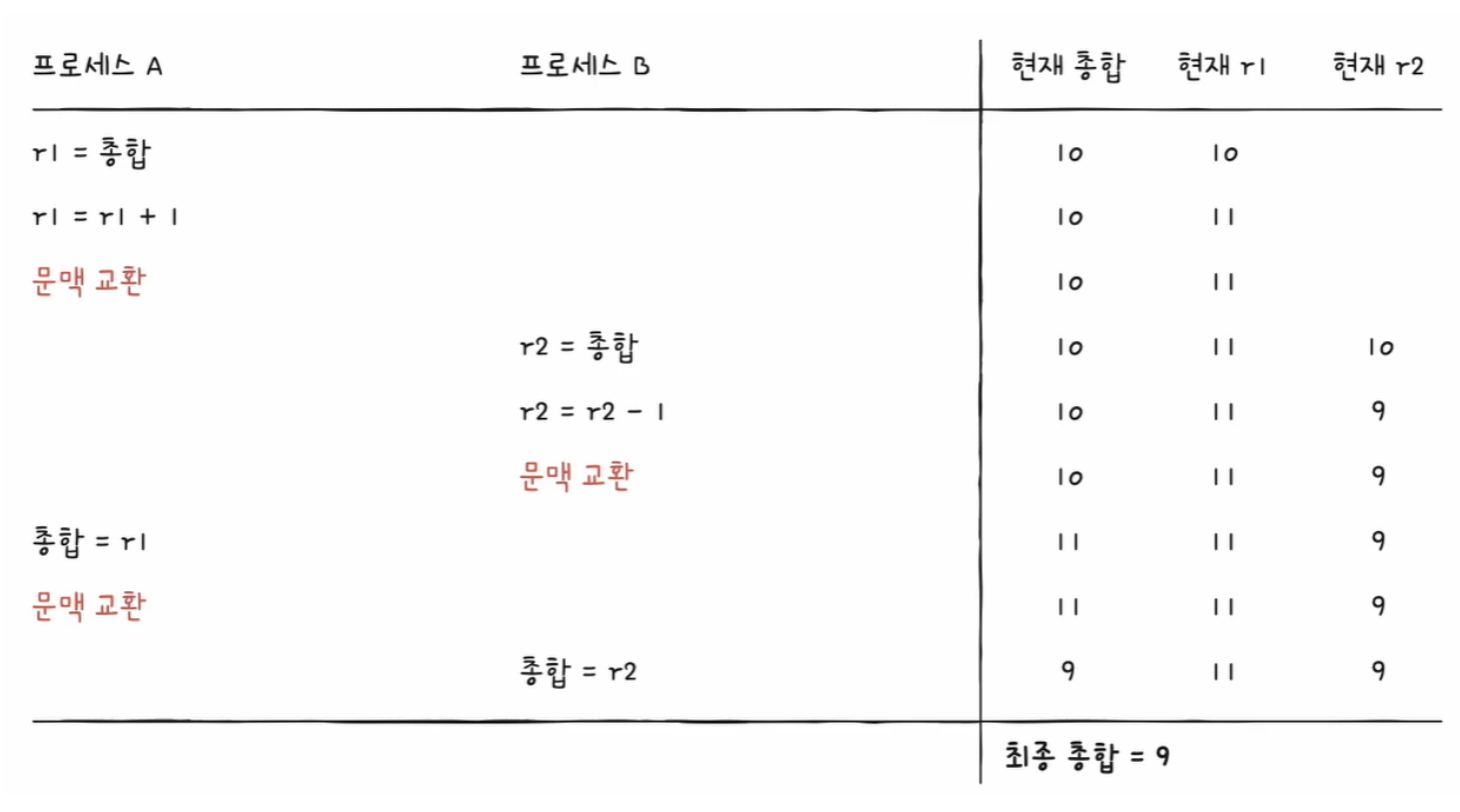 프로세스 A 프로세스 B 현재 총합 현재 r1 현재 r2
r1 = 총합 10 10
r1 = r1 + 1 10 11
문맥 교환 10 11
r2 = 총합 10 11 10
r2 = r2 - 1 10 11 9
문맥 교환 10 11 9
총합 = r1 11 11 9
문맥 교환 11 11 9
총합 = r2 9 11 9
최종 총합 = 9